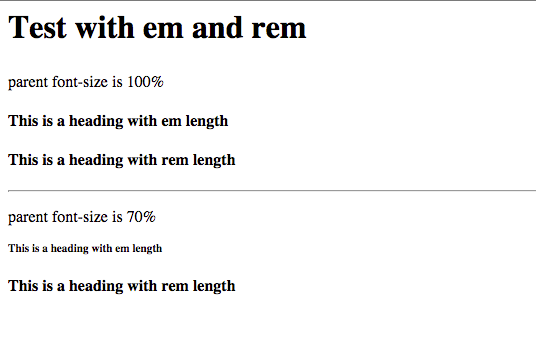 Test with em and rem
parent font-size is 100%
This is a heading with em length
This is a heading with rem length
parent font-size is 70%
This is a heading with em length
This is a heading with rem length